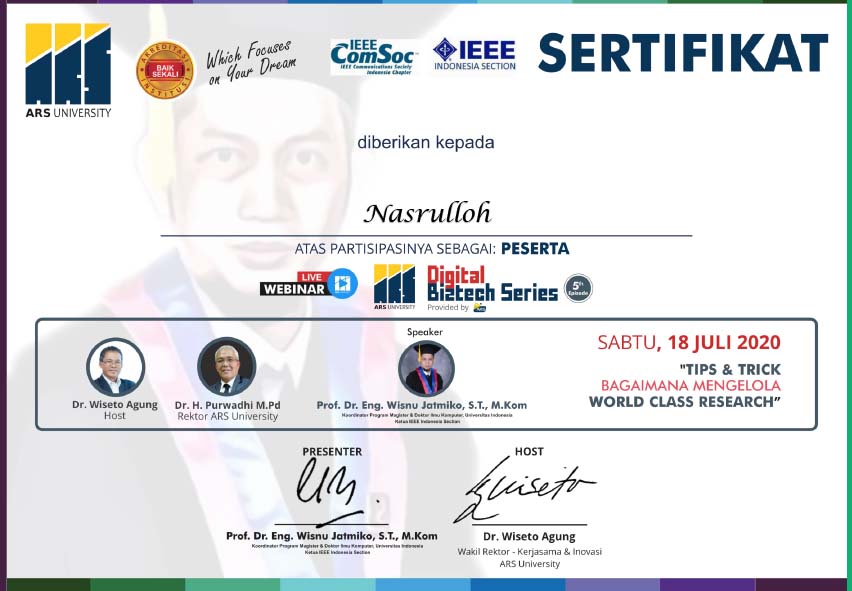 ARS UNIVERSITY
AKREDITASI
BAIK
SEKALI
INSTITUSI
Which Focuses
on Your Dream
IEEE
ComSoc
IEEE Communications Society
Indonesia Chapter
IEEE
INDONESIA SECTION
SERTIFIKAT
diberikan kepada
Nasrulloh
ATAS PARTISIPASINYA SEBAGAI: PESERTA
LIVE
WEBINAR
ARS UNIVERSITY
Digital
Biztech Series
Provided by
5th
Episode
Speaker
Dr. Wiseto Agung
Host
Dr. H. Purwadhi M.Pd
Rektor ARS University
Prof. Dr. Eng. Wisnu Jatmiko, S.T., M.Kom
Koordinator Program Magister & Doktor Ilmu Komputer, Universitas Indonesia
Ketua IEEE Indonesia Section
SABTU, 18 JULI 2020
"TIPS & TRICK
BAGAIMANA MENGELOLA
WORLD CLASS RESEARCH”
PRESENTER
Prof. Dr. Eng. Wisnu Jatmiko, S.T., M.Kom
Koordinator Program Magister & Doktor Ilmu Komputer, Universitas Indonesia
Ketua IEEE Indonesia Section
HOST
Dr. Wiseto Agung
Wakil Rektor - Kerjasama & Inovasi
ARS University